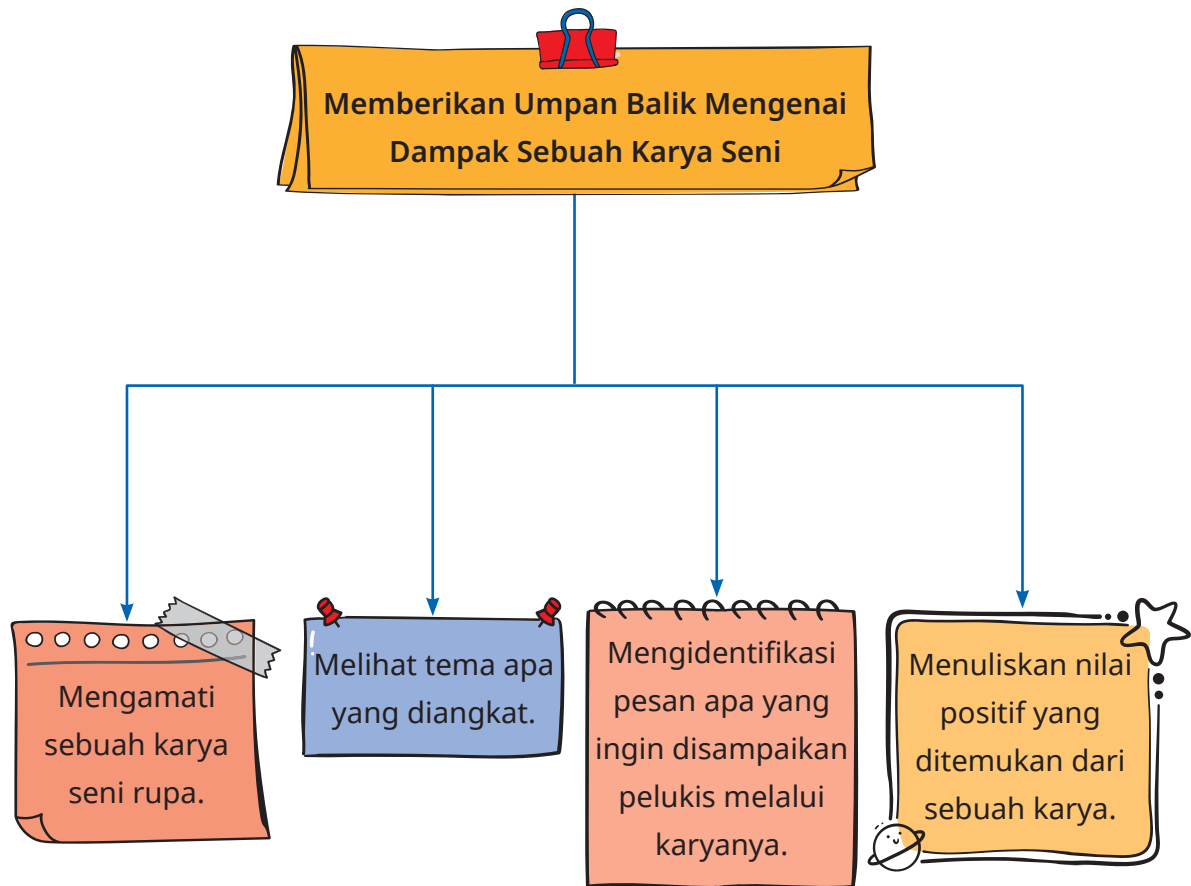 Memberikan Umpan Balik Mengenai
Dampak Sebuah Karya Seni
Mengamati
sebuah karya
seni rupa.
Melihat tema apa
yang diangkat.
Mengidentifikasi
pesan apa yang
ingin disampaikan
pelukis melalui
karyanya.
Menuliskan nilai
positif yang
ditemukan dari
sebuah karya.